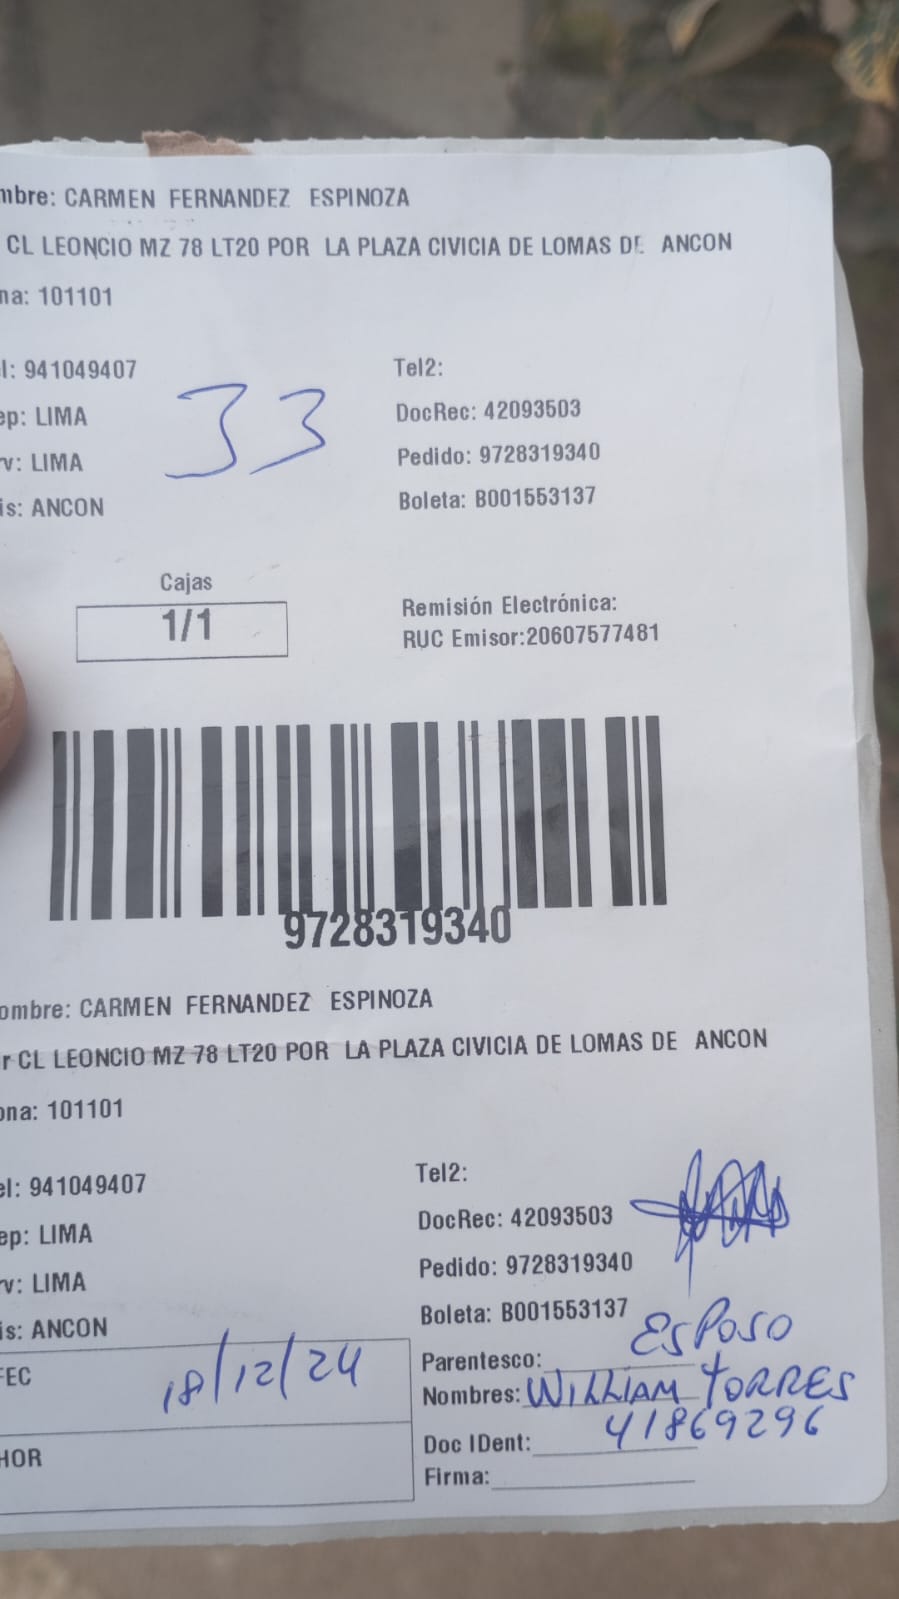 mbre: CARMEN FERNANDEZ ESPINOZA
CL LEONCIO MZ 78 LT20 POR LA PLAZA CIVICIA DE LOMAS DE ANCON
na: 101101
l: 941049407 Tel2:
ep: LIMA DocRec: 42093503
33
v: LIMA Pedido: 9728319340
is: ANCON Boleta: B001553137
Cajas
1/1
Remisión Electrónica:
RUC Emisor:20607577481
9728319340
ombre: CARMEN FERNANDEZ ESPINOZA
r CL LEONCIO MZ 78 LT20 POR LA PLAZA CIVICIA DE LOMAS DE ANCON
ona: 101101
el: 941049407 Tel2:
ep: LIMA DocRec: 42093503
v: LIMA Pedido: 9728319340
is: ANCON Boleta: B001553137
FEC 18/12/24
HOR
Parentesco: ESPOSO
Nombres: WILLIAM TORRES
Doc IDent: 41869296
Firma: